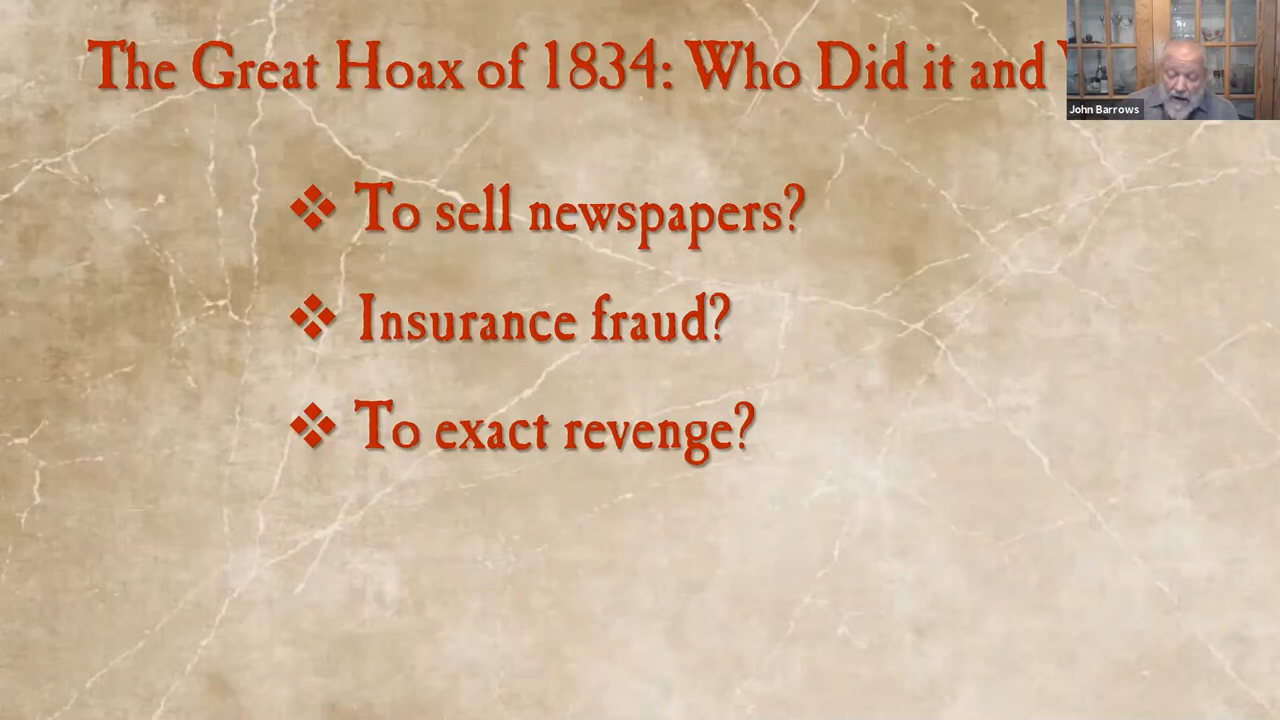 The Great Hoax of 1834: Who Did it and
John Barrows
❖ To sell newspapers?
❖ Insurance fraud?
❖ To exact revenge?